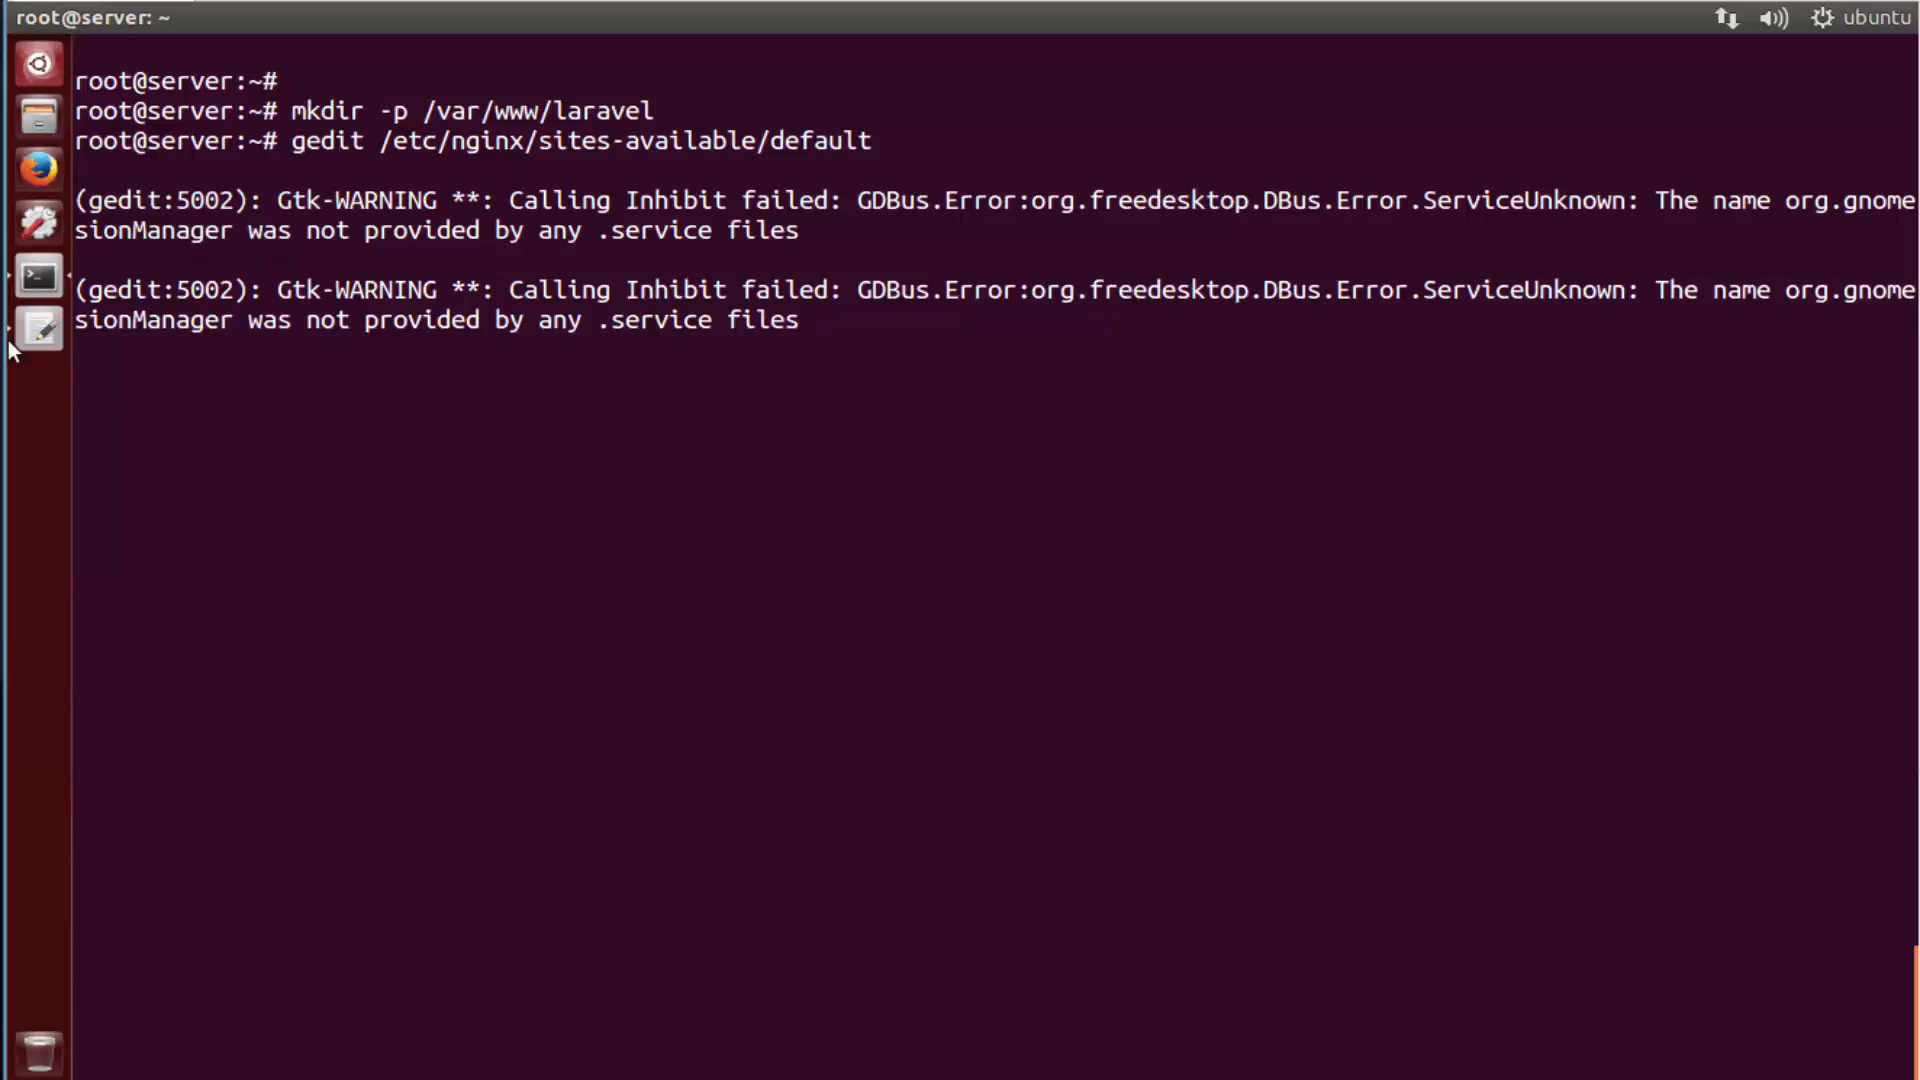 root@server: ~
ubuntu
root@server:~#
root@server:~# mkdir -p /var/www/laravel
root@server:~# gedit /etc/nginx/sites-available/default
(gedit:5002): Gtk-WARNING **: Calling Inhibit failed: GDBus.Error:org.freedesktop.DBus.Error.ServiceUnknown: The name org.gnome
sionManager was not provided by any .service files
(gedit:5002): Gtk-WARNING **: Calling Inhibit failed: GDBus.Error:org.freedesktop.DBus.Error.ServiceUnknown: The name org.gnome
sionManager was not provided by any .service files